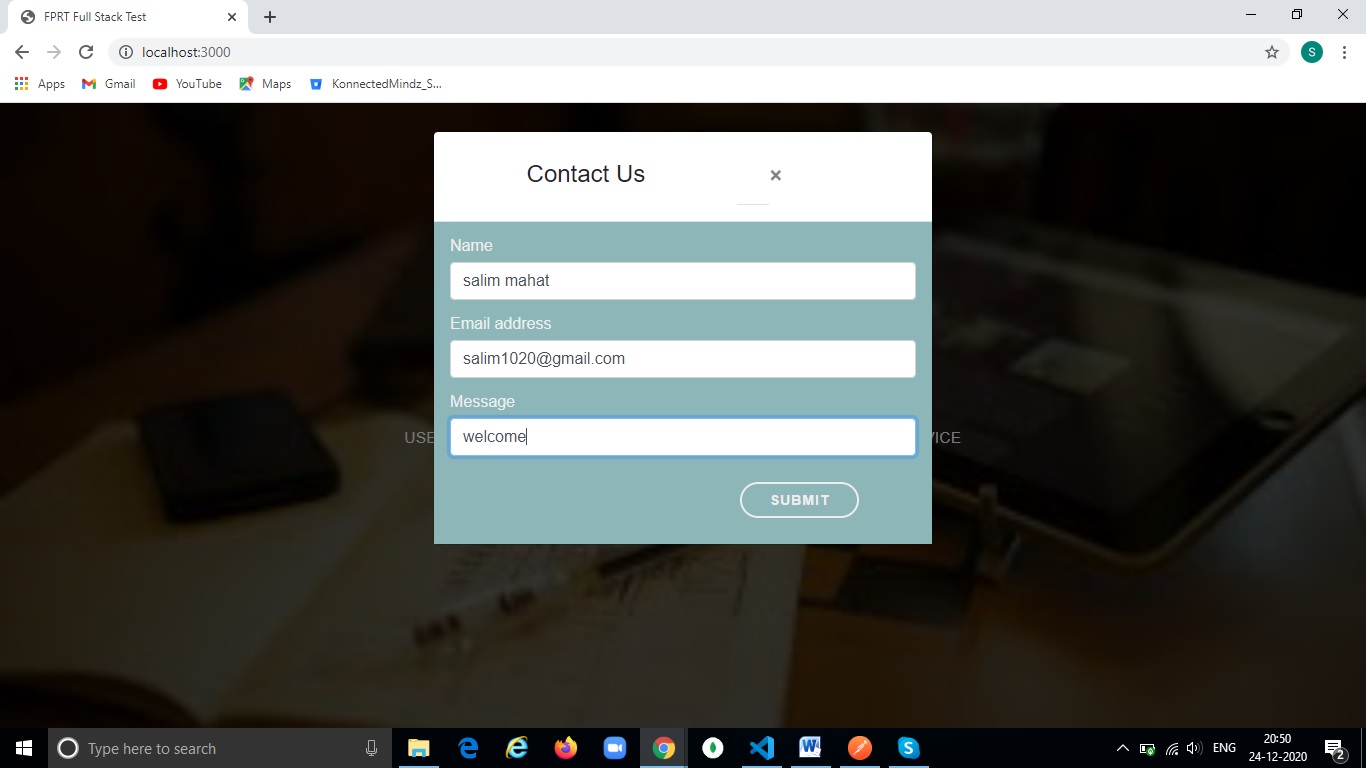 FPRT Full Stack Test
localhost:3000
S
Apps Gmail YouTube Maps KonnectedMindz_S...
Contact Us
Name
salim mahat
Email address
salim1020@gmail.com
Message
USE welcome VICE
SUBMIT
Type here to search
ENG
20:50
24-12-2020
2